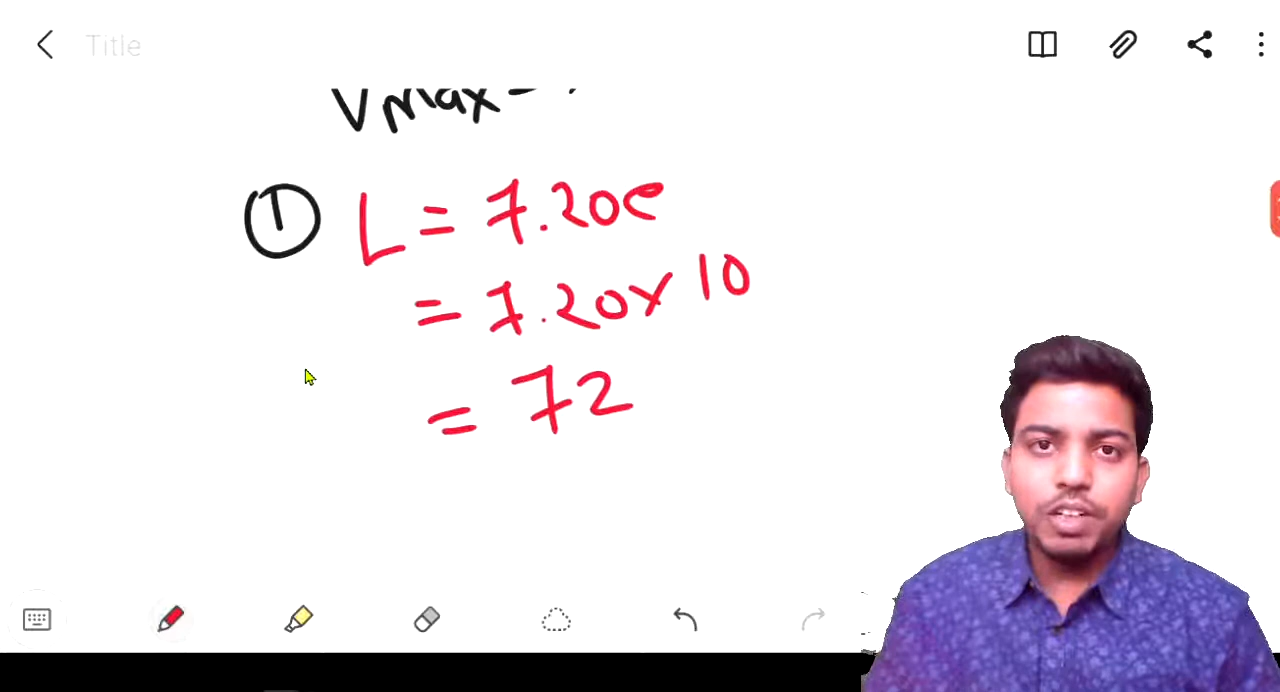 Title
Vmax = ?
① L = 7.20e
= 7.20 x 10
= 72